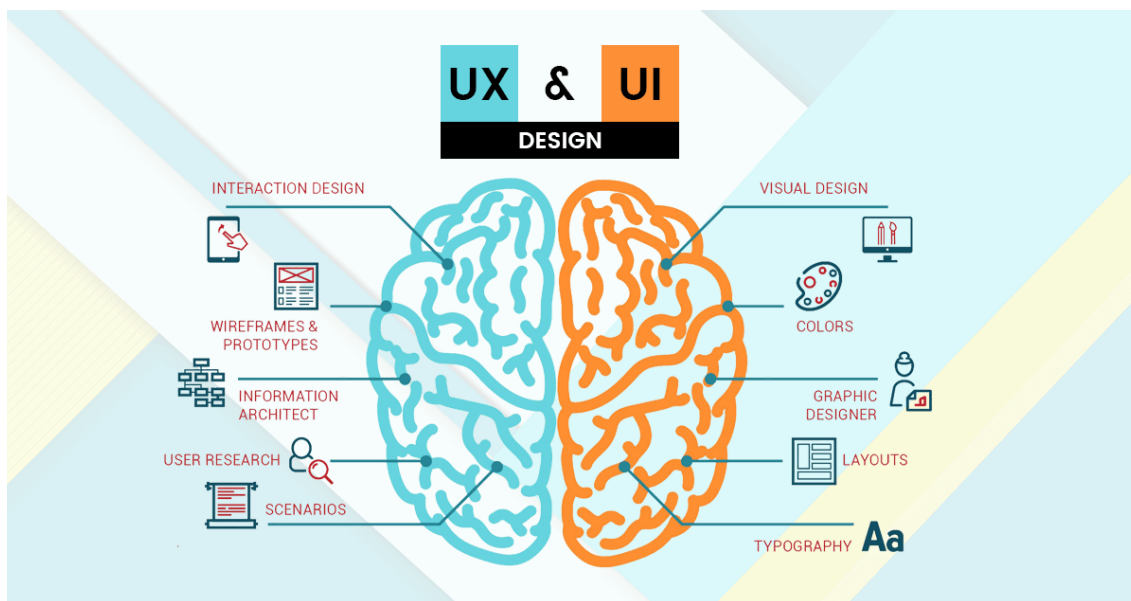 UX & UI
DESIGN
INTERACTION DESIGN
WIREFRAMES &
PROTOTYPES
INFORMATION
ARCHITECT
USER RESEARCH
SCENARIOS
VISUAL DESIGN
COLORS
GRAPHIC
DESIGNER
LAYOUTS
TYPOGRAPHY Aa